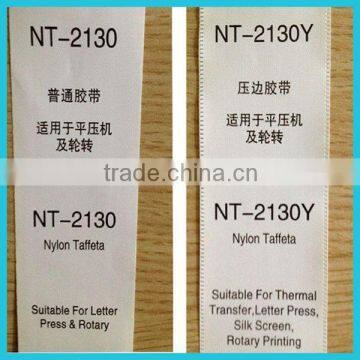 NT-2130
普通胶带
适用于平压机
及轮转
NT-2130
Nylon Taffeta
Suitable For Letter
Press & Rotary
NT-2130Y
压边胶带
适用于平压机
及轮转
NT-2130Y
Nylon Taffeta
Suitable For Thermal
Transfer,Letter Press,
Silk Screen,
Rotary Printing
trade.china.cn